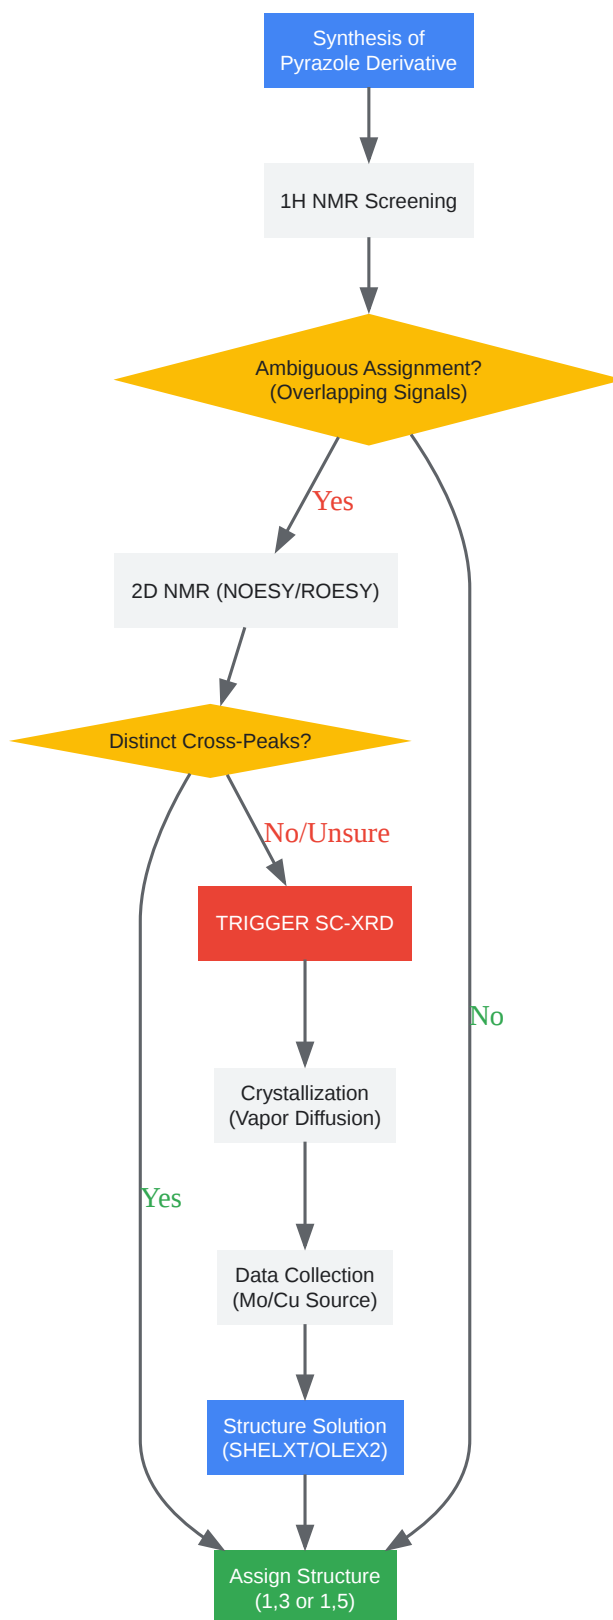 Synthesis of
Pyrazole Derivative
1H NMR Screening
Ambiguous Assignment?
(Overlapping Signals)
Yes
2D NMR (NOESY/ROESY)
Distinct Cross-Peaks?
No/Unsure
TRIGGER SC-XRD
No
Crystallization
(Vapor Diffusion)
Yes
Data Collection
(Mo/Cu Source)
Structure Solution
(SHELXT/OLEX2)
Assign Structure
(1,3 or 1,5)